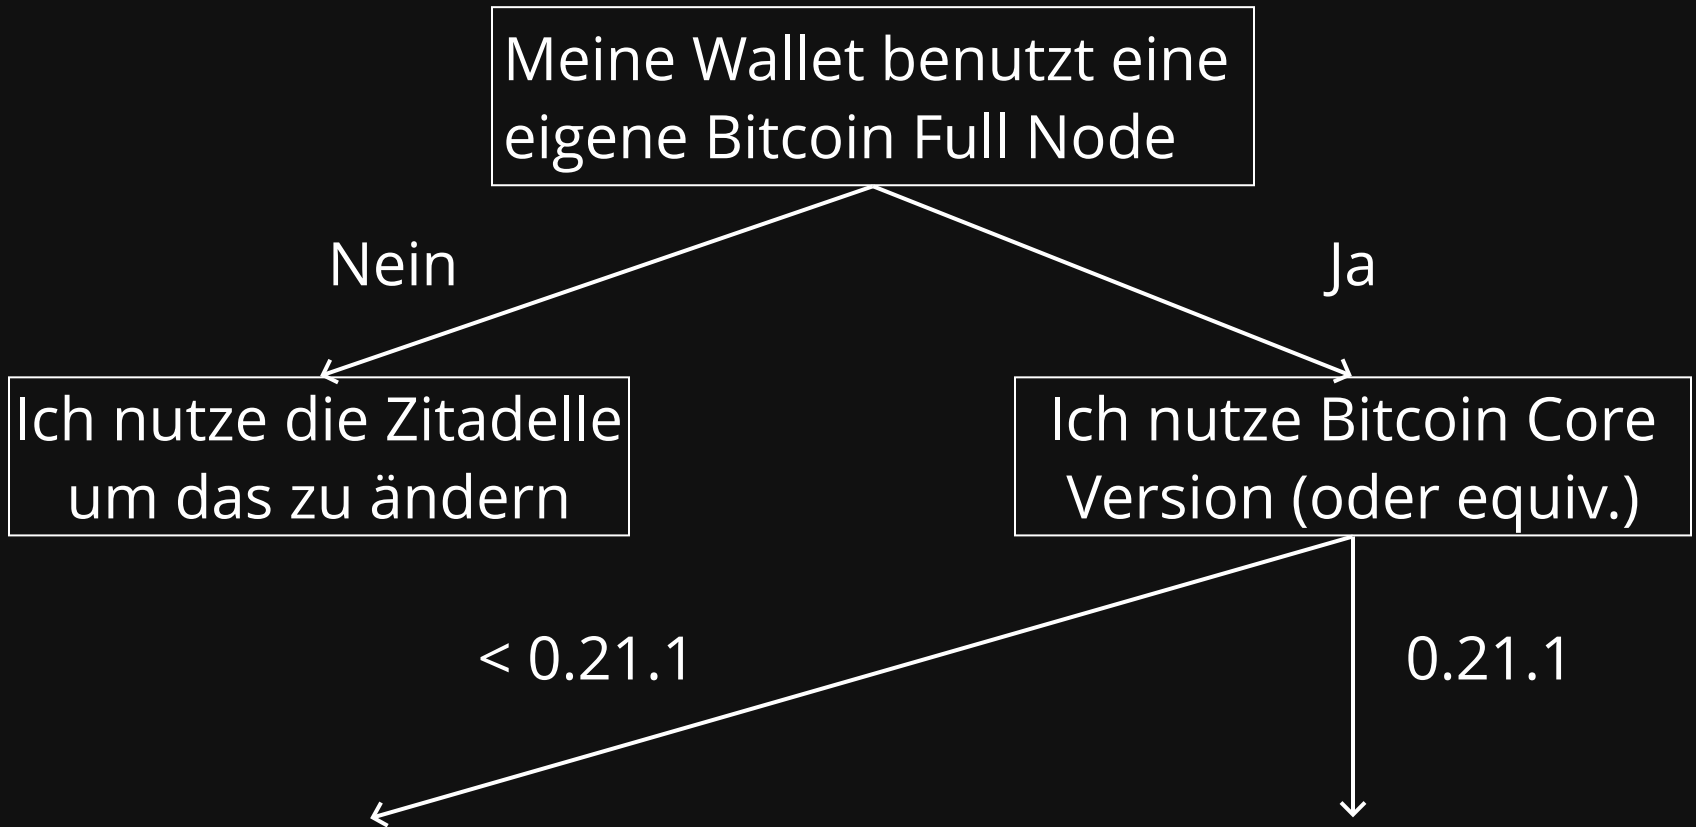 Meine Wallet benutzt eine
eigene Bitcoin Full Node
Nein
Ja
Ich nutze die Zitadelle
um das zu ändern
Ich nutze Bitcoin Core
Version (oder equiv.)
< 0.21.1
0.21.1